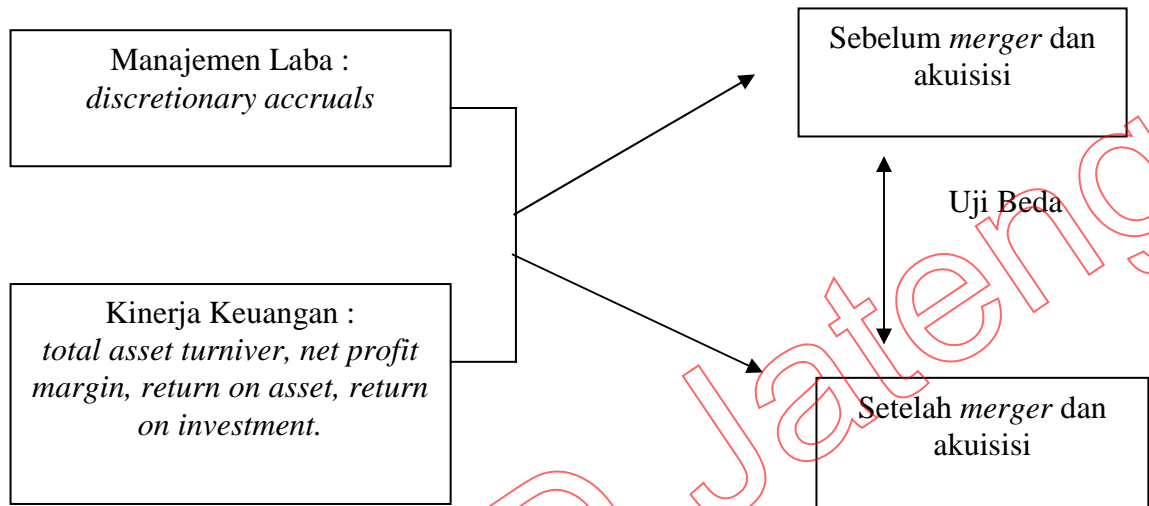 Manajemen Laba :
discretionary accruals
Sebelum merger dan
akuisisi
Uji Beda
Kinerja Keuangan :
total asset turniver, net profit
margin, return on asset, return
on investment.
Setelah merger dan
akuisisi
Jateng